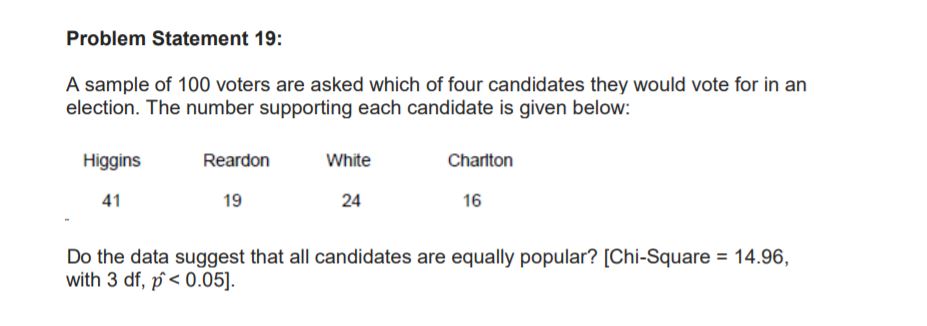 Problem Statement 19:
A sample of 100 voters are asked which of four candidates they would vote for in an
election. The number supporting each candidate is given below:
Higgins Reardon White Charlton
41 19 24 16
Do the data suggest that all candidates are equally popular? [Chi-Square = 14.96,
with 3 df, p̂ < 0.05].